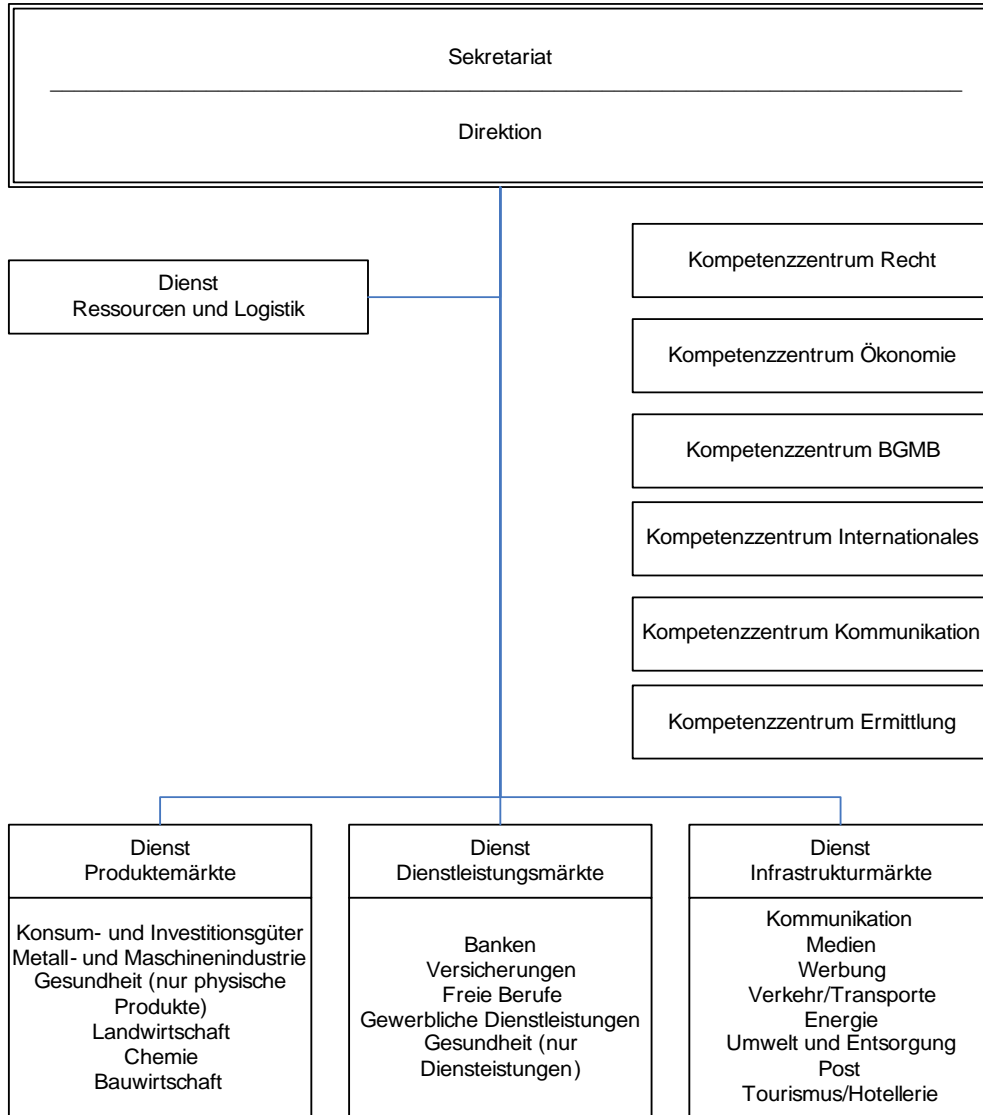 Sekretariat
Direktion
Dienst
Ressourcen und Logistik
Kompetenzzentrum Recht
Kompetenzzentrum Ökonomie
Kompetenzzentrum BGMB
Kompetenzzentrum Internationales
Kompetenzzentrum Kommunikation
Kompetenzzentrum Ermittlung
Dienst
Produktemärkte
Konsum- und Investitionsgüter
Metall- und Maschinenindustrie
Gesundheit (nur physische
Produkte)
Landwirtschaft
Chemie
Bauwirtschaft
Dienst
Dienstleistungsmärkte
Banken
Versicherungen
Freie Berufe
Gewerbliche Dienstleistungen
Gesundheit (nur
Diensteistungen)
Dienst
Infrastrukturmärkte
Kommunikation
Medien
Werbung
Verkehr/Transporte
Energie
Umwelt und Entsorgung
Post
Tourismus/Hotellerie